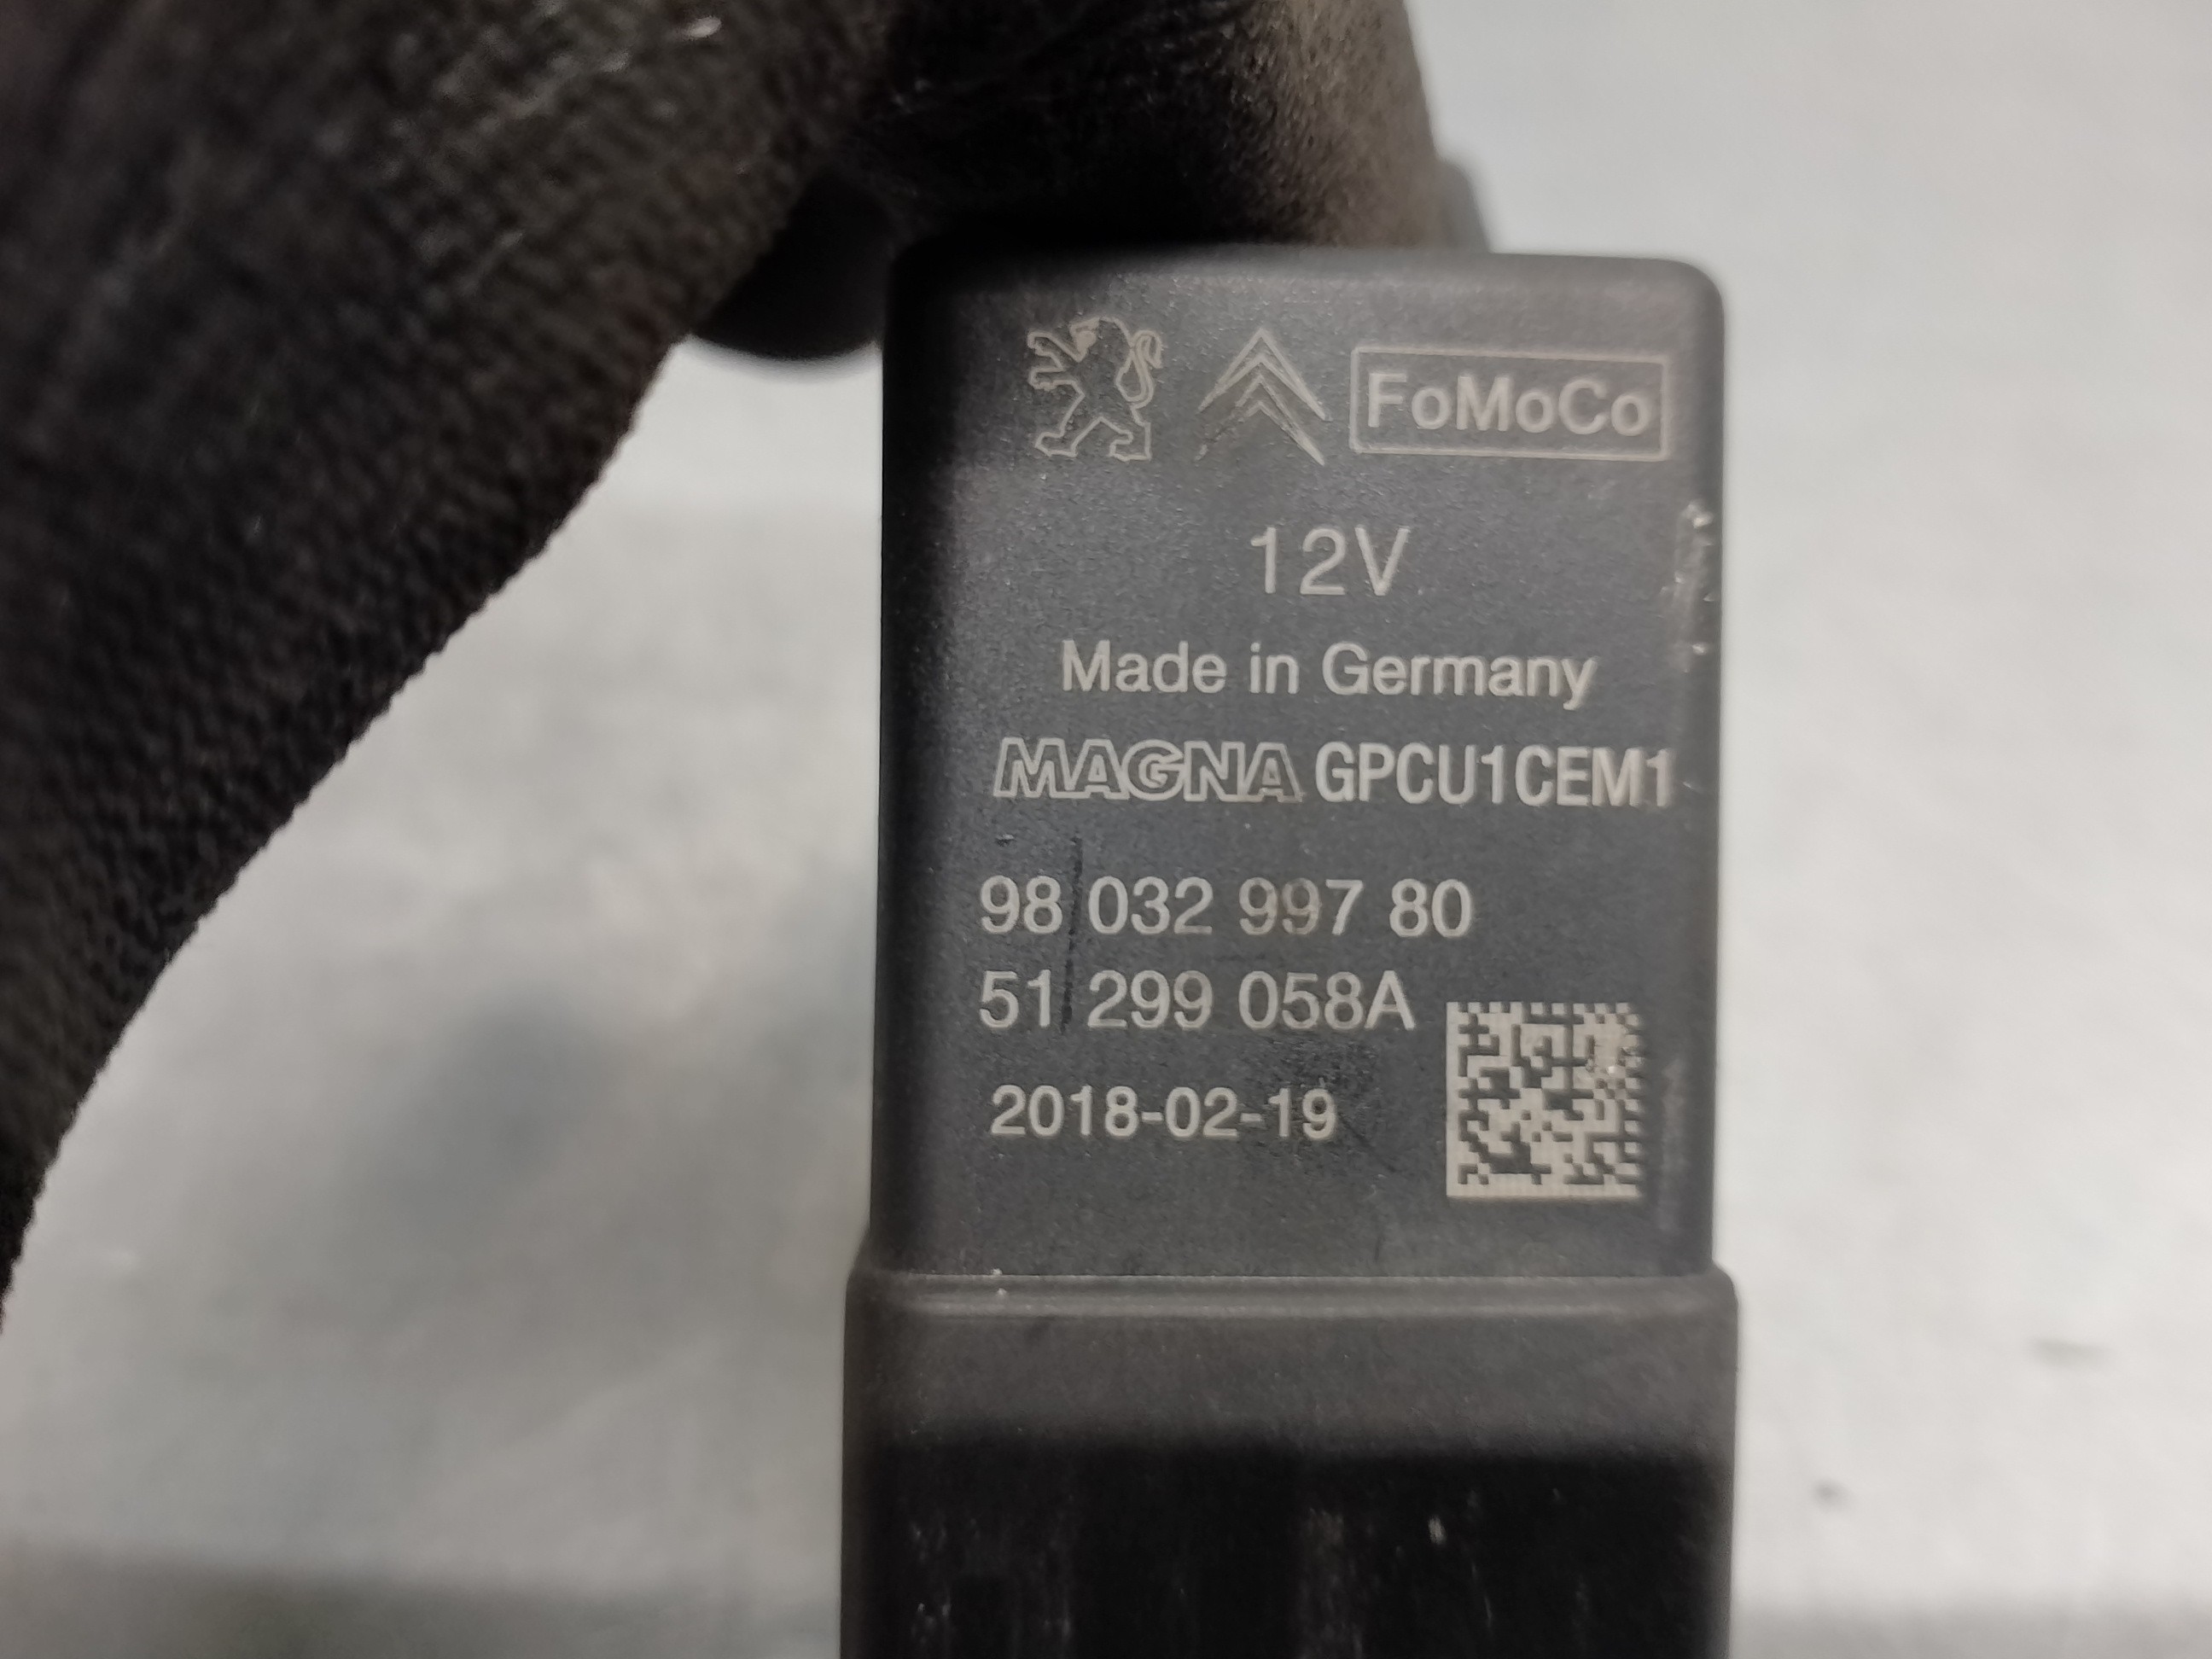 FoMoCo
12V
Made in Germany
MAGNA GPCU1CEM1
98 032 997 80
51 299 058A
2018-02-19